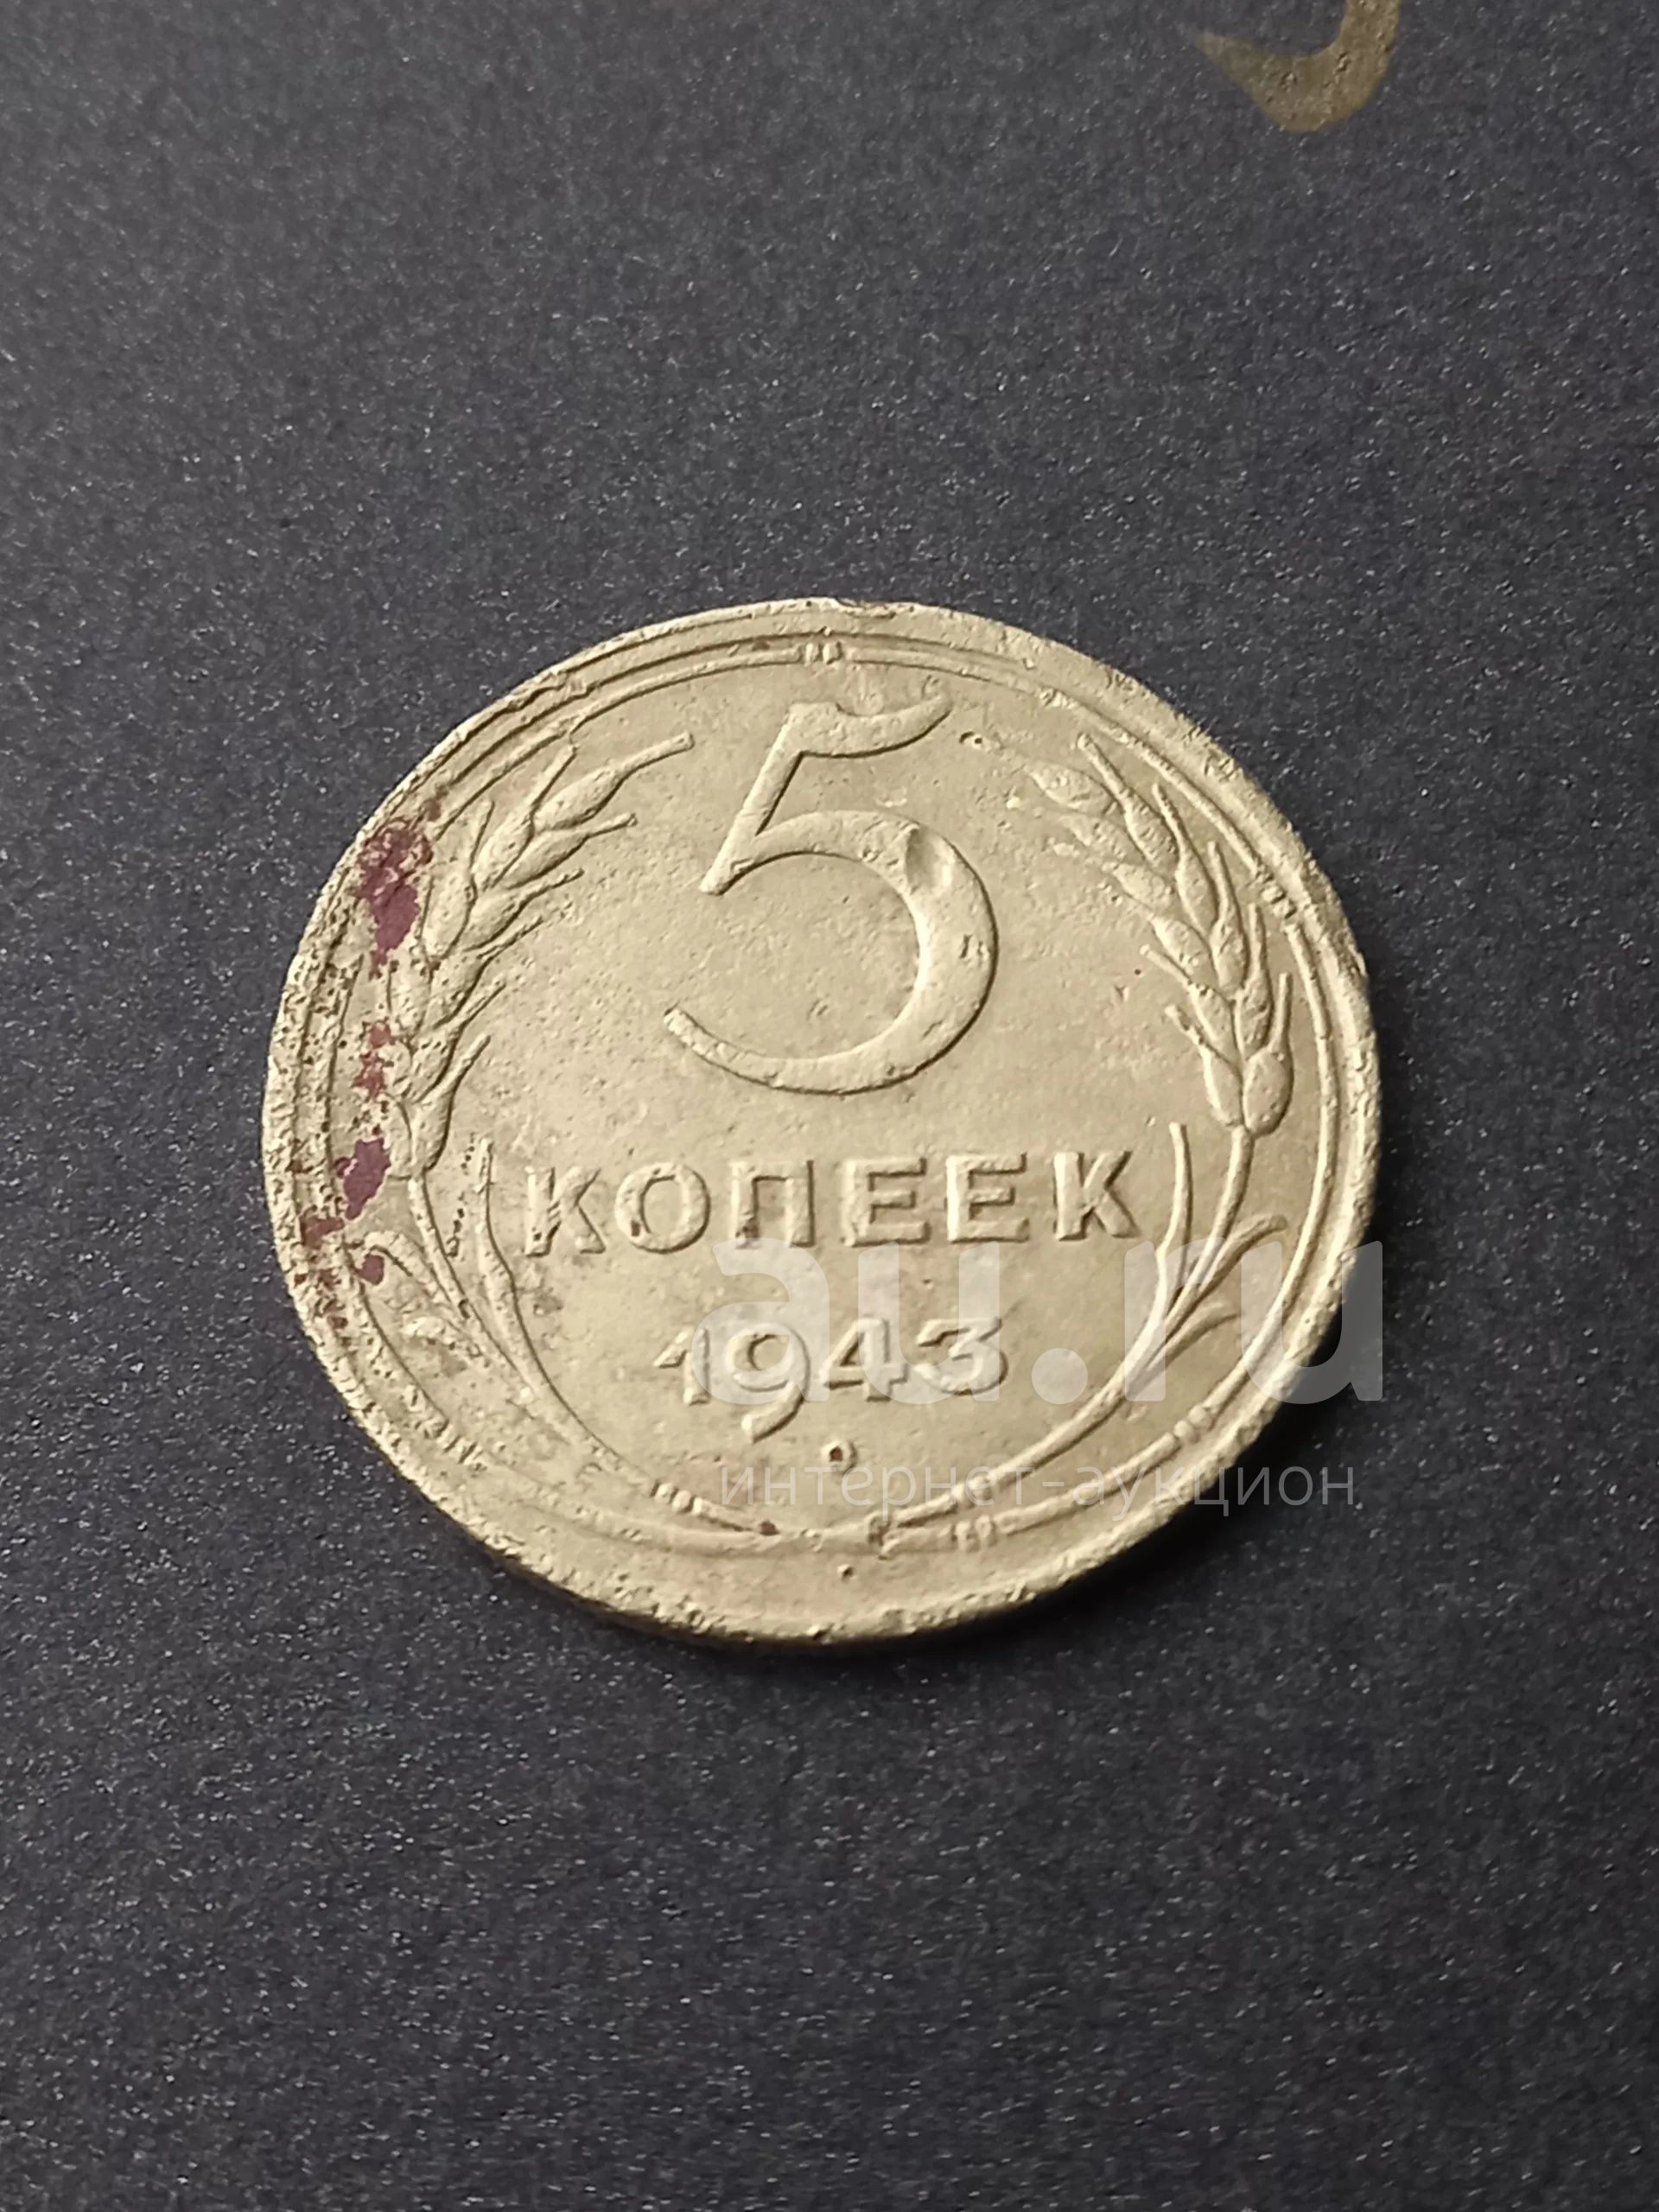 5
КОПЕЕК
1943
au.ru
интернет-аукцион